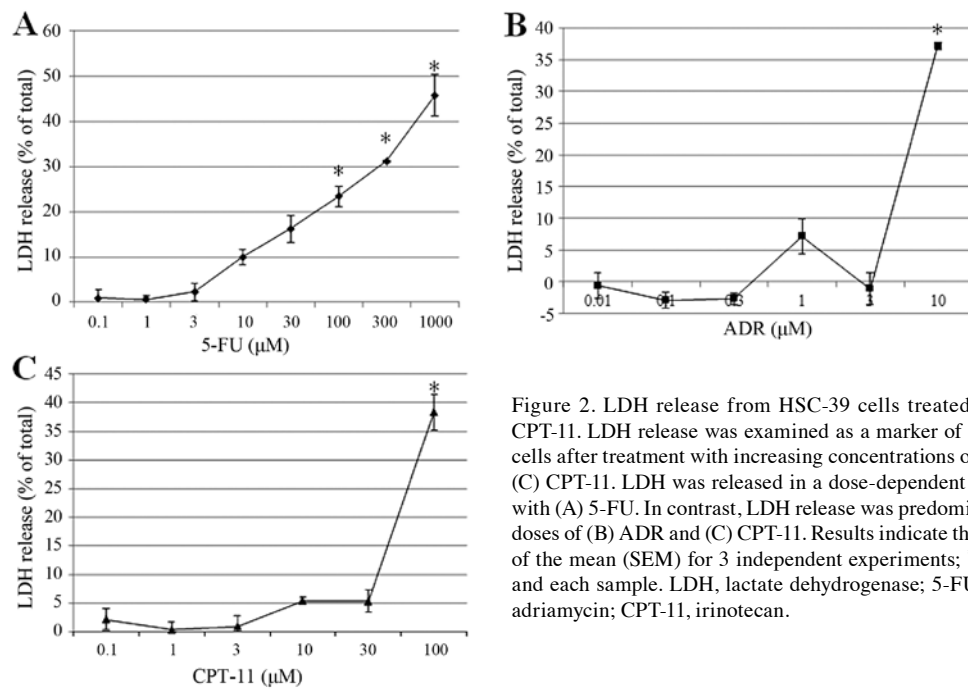 A
60
50
40
30
20
10
0
LDH release (% of total)
0.1 1 3 10 30 100 300 1000
5-FU (μM)
*
*
*
B
40
35
30
25
20
15
10
5
0
-5
LDH release (% of total)
0.01 0.1 0.3 1 3 10
ADR (μM)
*
C
45
40
35
30
25
20
15
10
5
0
LDH release (% of total)
0.1 1 3 10 30 100
CPT-11 (μM)
*
Figure 2. LDH release from HSC-39 cells treated
CPT-11. LDH release was examined as a marker of
cells after treatment with increasing concentrations o
(C) CPT-11. LDH was released in a dose-dependent
with (A) 5-FU. In contrast, LDH release was predomi
doses of (B) ADR and (C) CPT-11. Results indicate th
of the mean (SEM) for 3 independent experiments;
and each sample. LDH, lactate dehydrogenase; 5-FU
adriamycin; CPT-11, irinotecan.